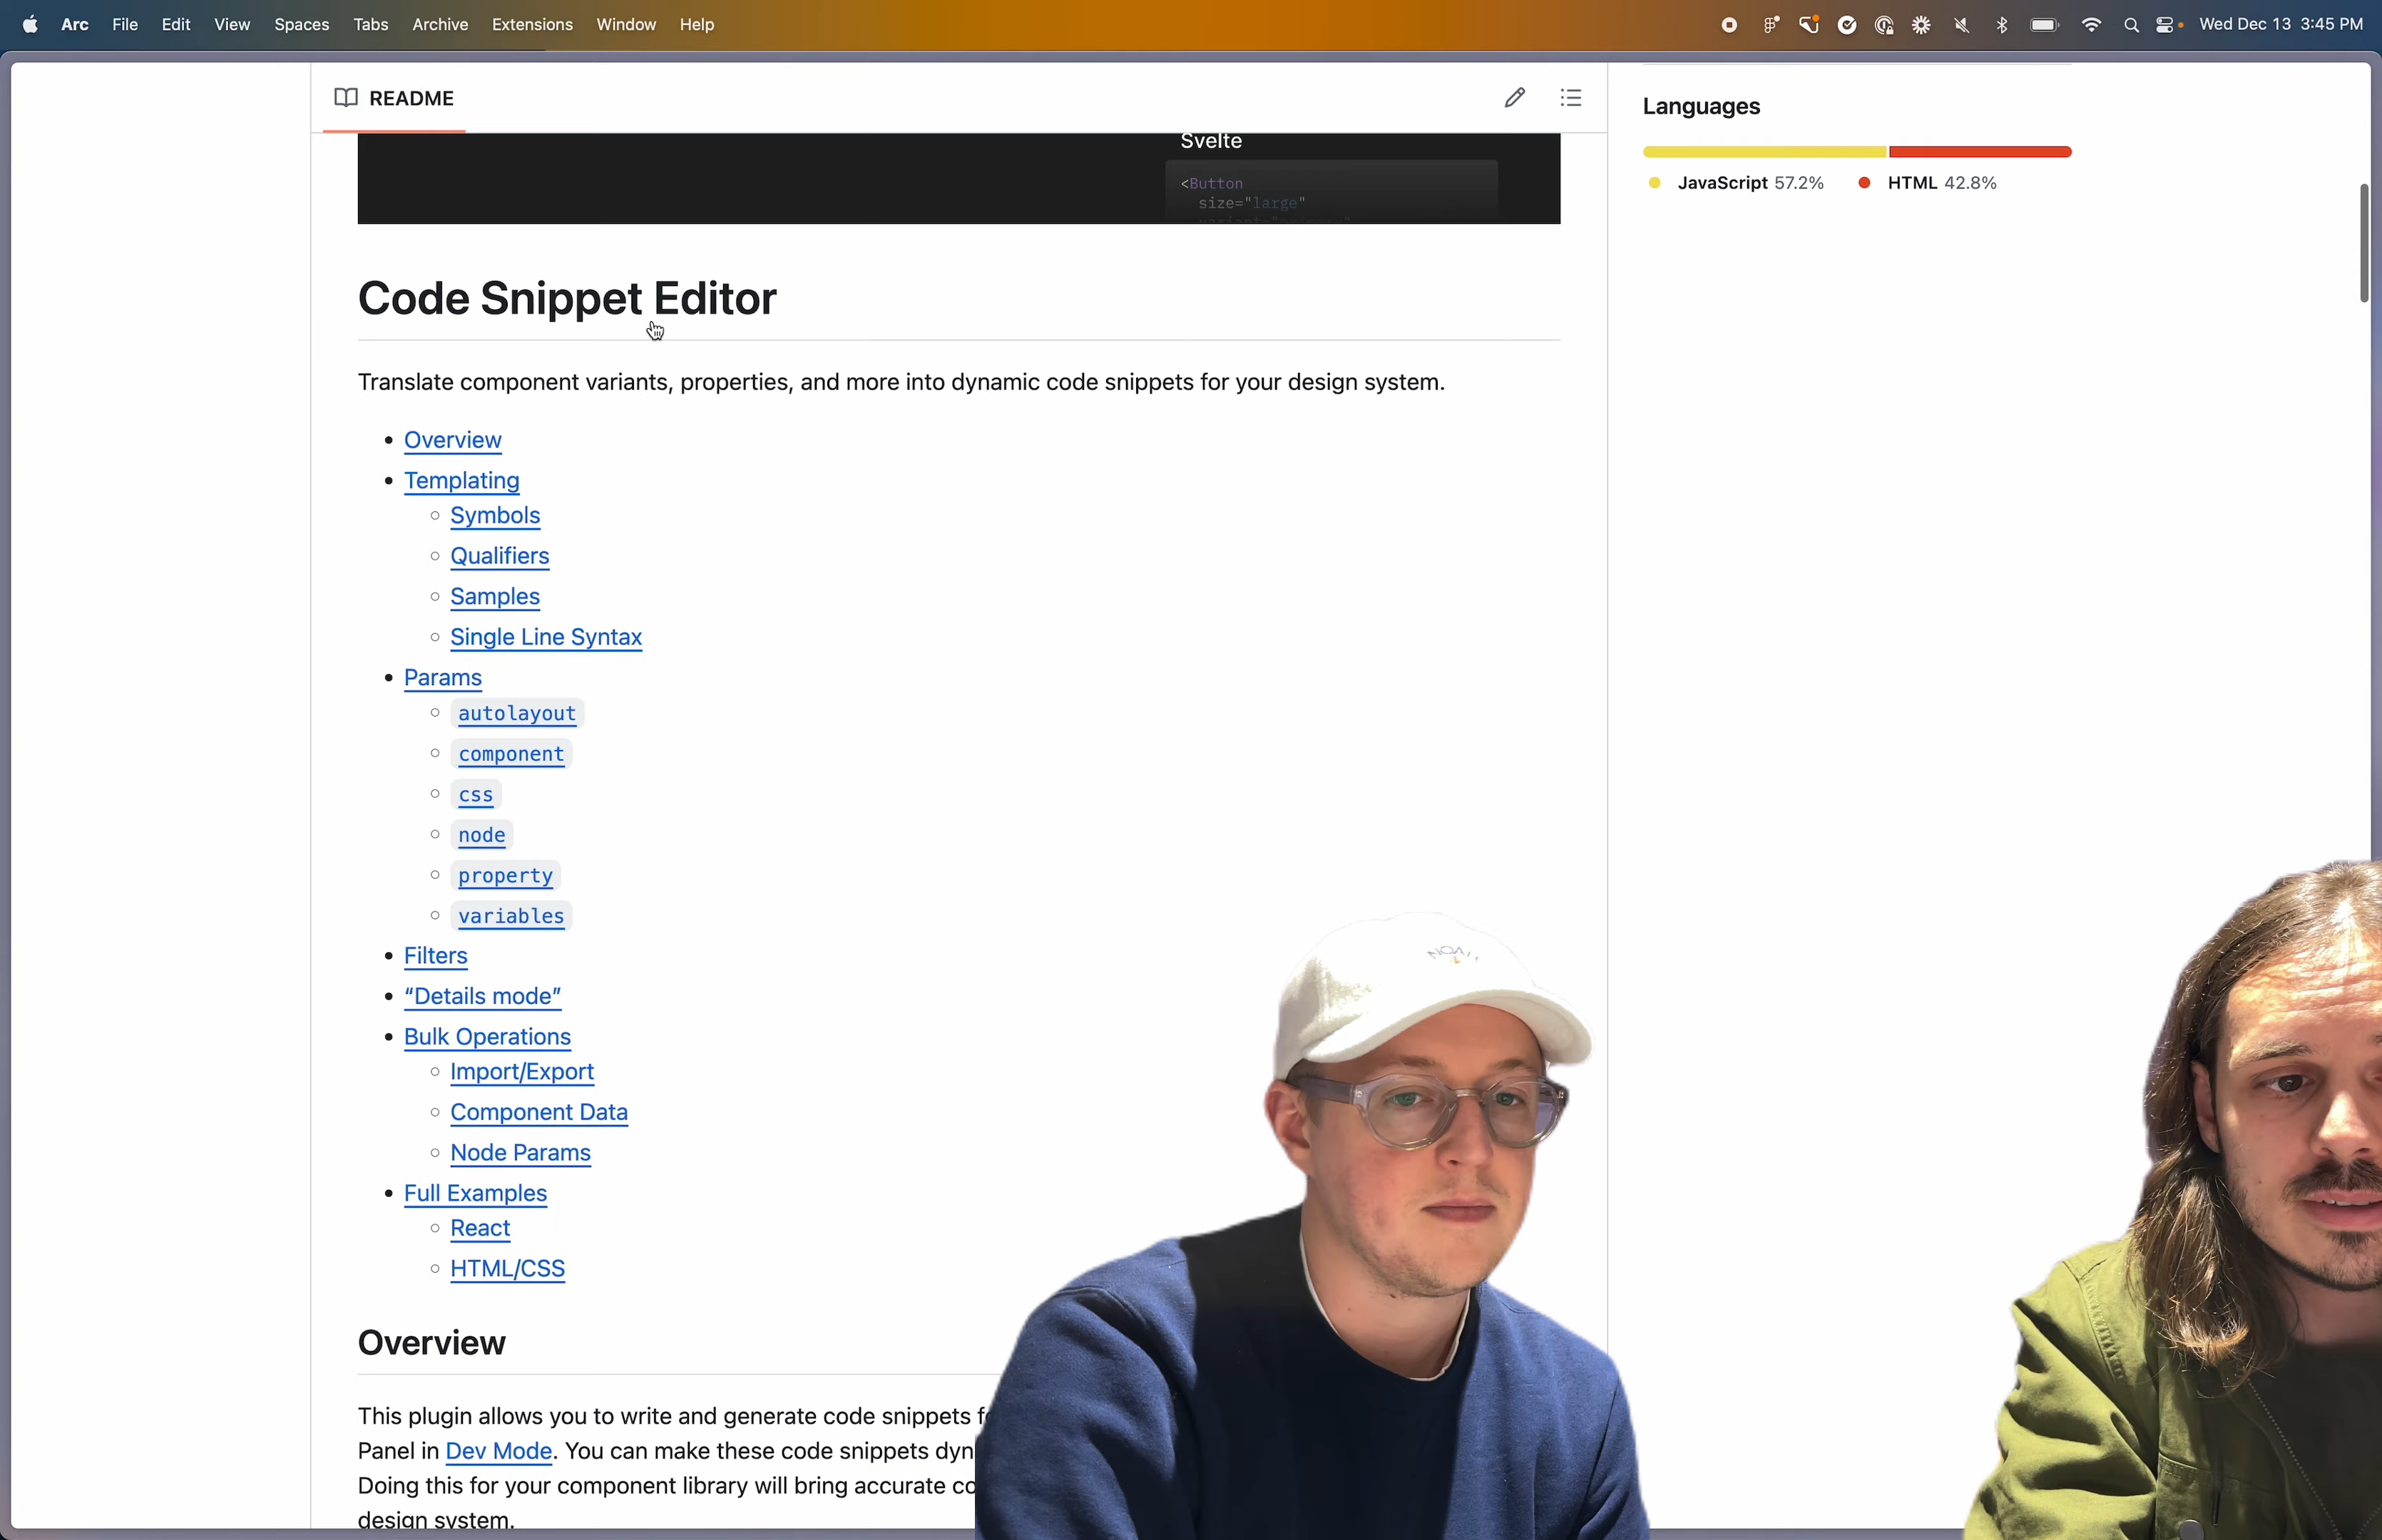 Arc File Edit View Spaces Tabs Archive Extensions Window Help Wed Dec 13 3:45 PM
README
Languages
JavaScript 57.2% HTML 42.8%
Svelte
<Button
size="large"
Code Snippet Editor
Translate component variants, properties, and more into dynamic code snippets for your design system.
Overview
Templating
Symbols
Qualifiers
Samples
Single Line Syntax
Params
autolayout
component
css
node
property
variables
Filters
“Details mode”
Bulk Operations
Import/Export
Component Data
Node Params
Full Examples
React
HTML/CSS
Overview
This plugin allows you to write and generate code snippets
Panel in Dev Mode. You can make these code snippets
Doing this for your component library will bring accurate
design system.